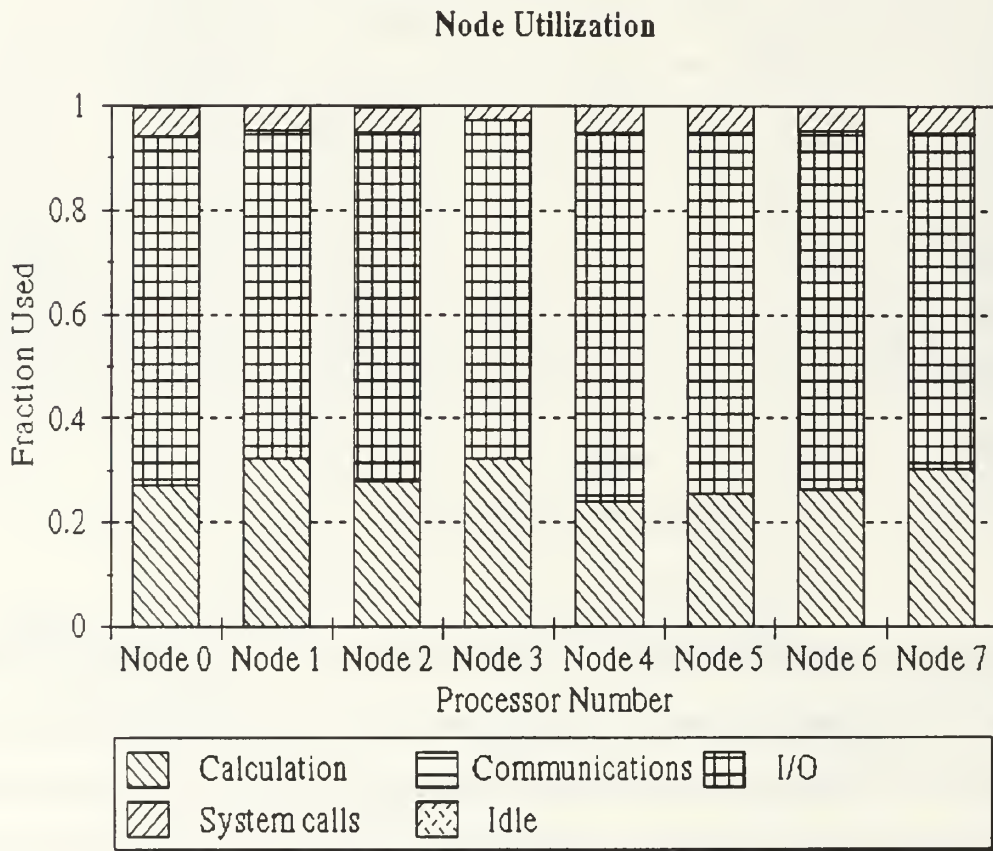 Node Utilization
1
0.8
0.6
0.4
0.2
0
Fraction Used
Node 0 Node 1 Node 2 Node 3 Node 4 Node 5 Node 6 Node 7
Processor Number
Calculation Communications I/O
System calls Idle